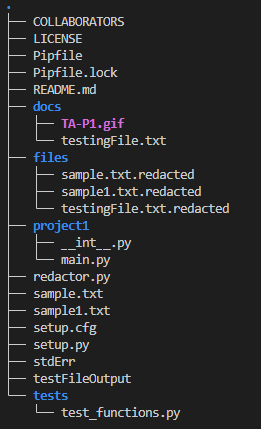 .
COLLABORATORS
LICENSE
Pipfile
Pipfile.lock
README.md
docs
TA-P1.gif
testingFile.txt
files
sample.txt.redacted
sample1.txt.redacted
testingFile.txt.redacted
project1
__int__.py
main.py
redactor.py
sample.txt
sample1.txt
setup.cfg
setup.py
stdErr
testFileOutput
tests
test_functions.py